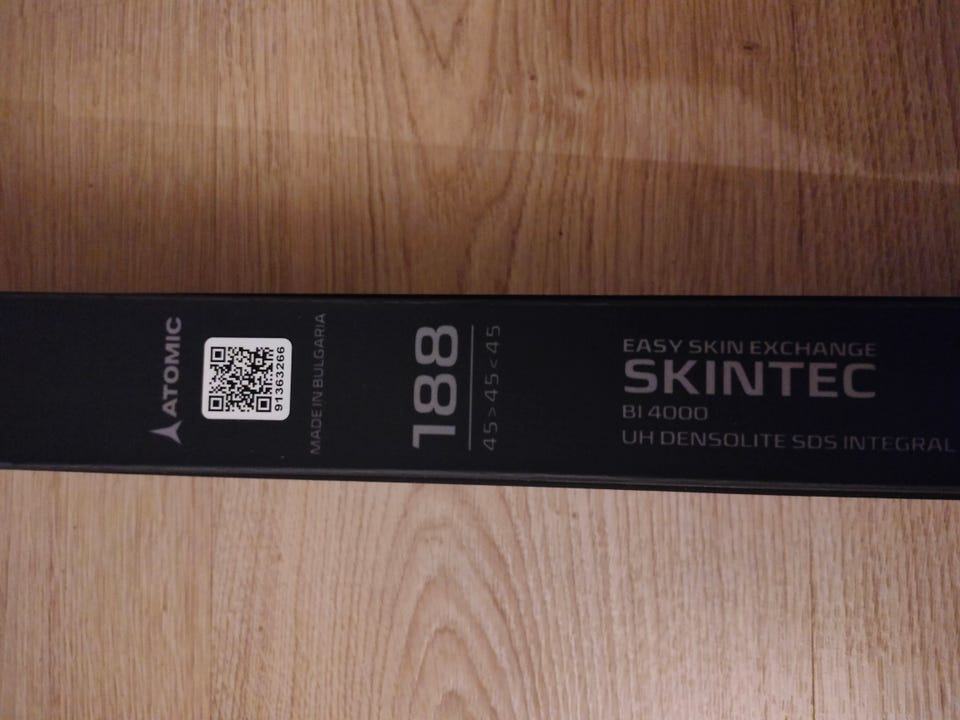 ATOMIC
91363266
MADE IN BULGARIA
188
45>45<45
EASY SKIN EXCHANGE
SKINTEC
BI 4000
UH DENSOLITE SDS INTEGRAL